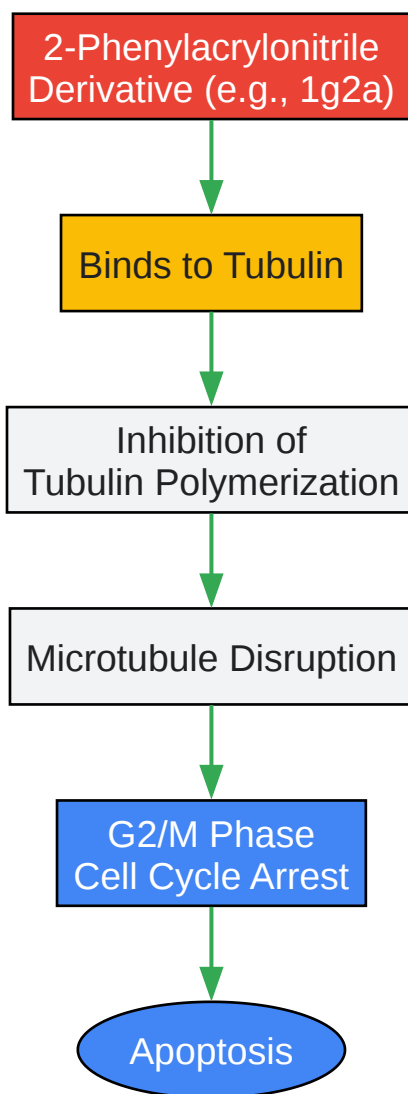 2-Phenylacrylonitrile
Derivative (e.g., 1g2a)
Binds to Tubulin
Inhibition of
Tubulin Polymerization
Microtubule Disruption
G2/M Phase
Cell Cycle Arrest
Apoptosis